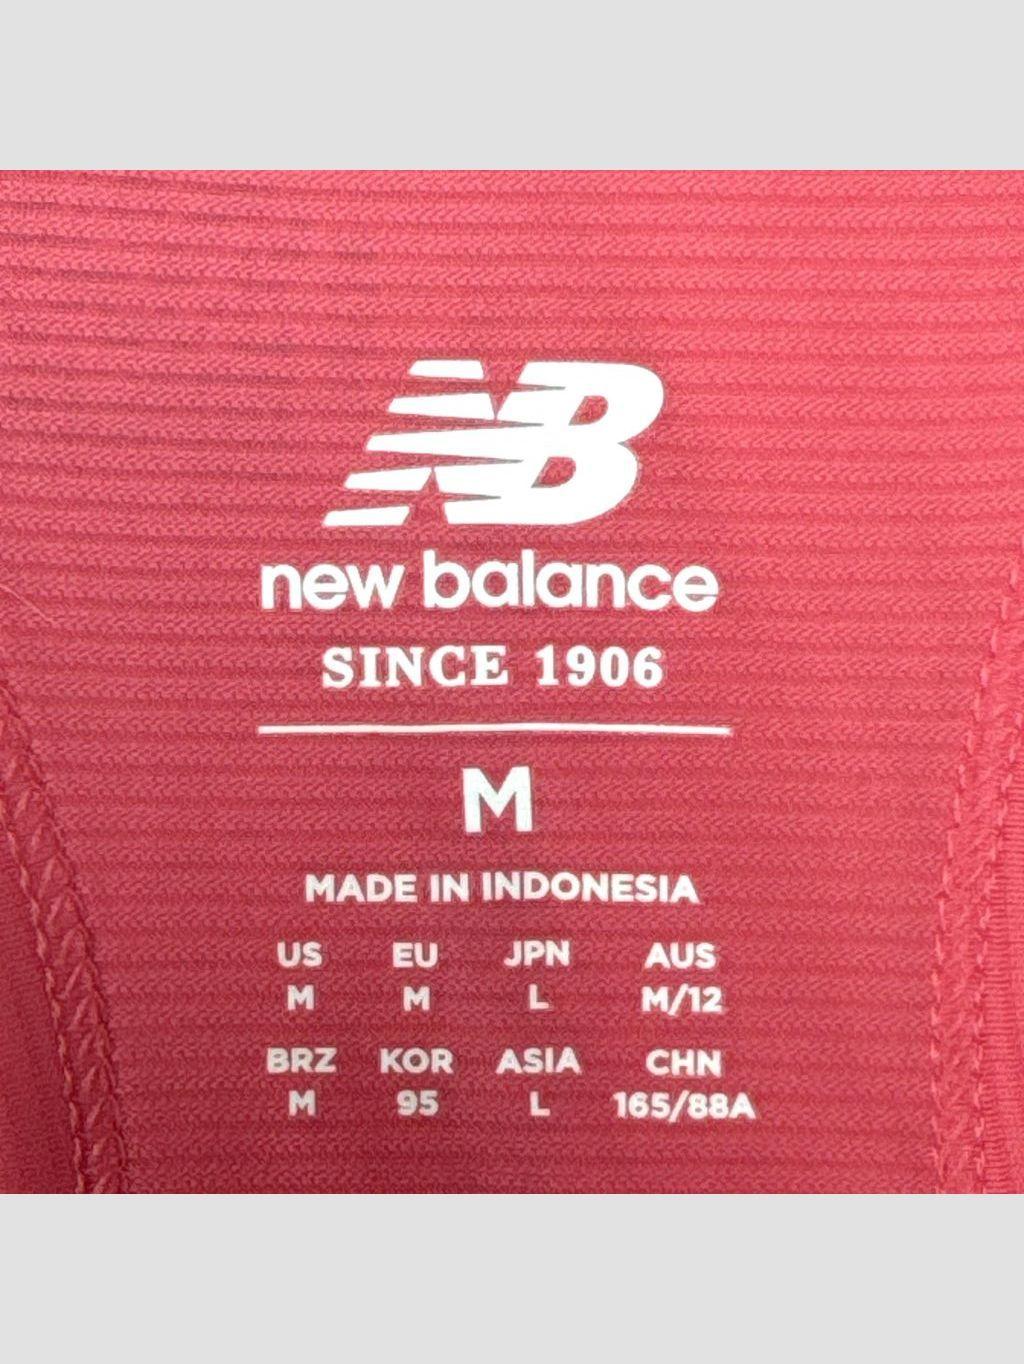 NB
new balance
SINCE 1906
M
MADE IN INDONESIA
US EU JPN AUS
M M L M/12
BRZ KOR ASIA CHN
M 95 L 165/88A